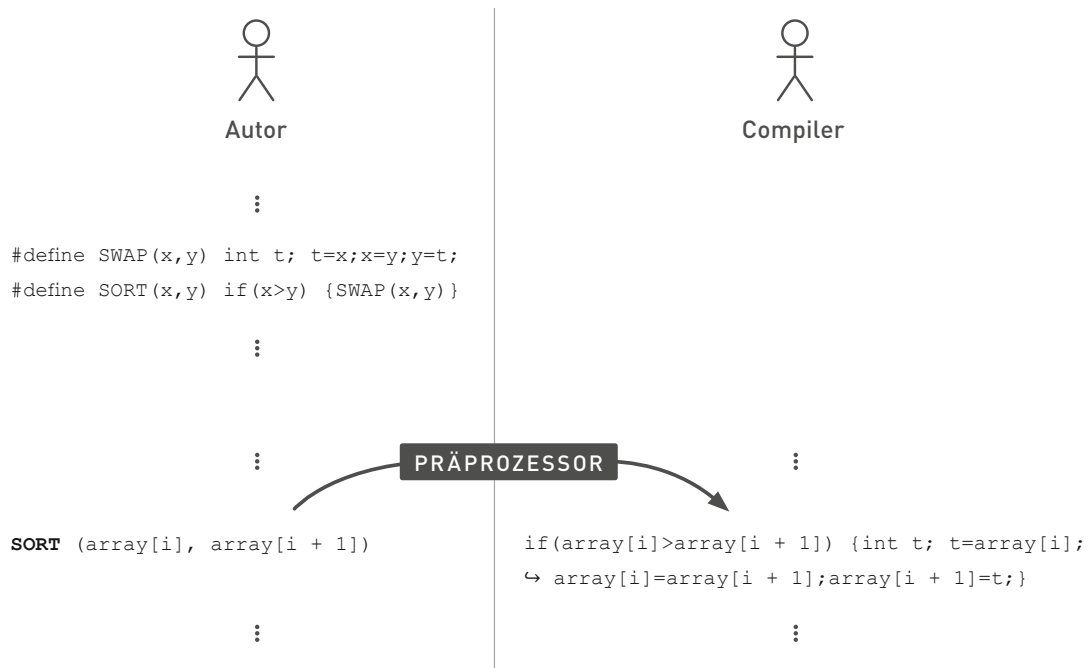 Autor
Compiler
#define SWAP(x,y) int t; t=x;x=y;y=t;
#define SORT(x,y) if(x>y) {SWAP(x,y)}
PRÄPROZESSOR
SORT (array[i], array[i + 1])
if(array[i]>array[i + 1]) {int t; t=array[i];
↪ array[i]=array[i + 1];array[i + 1]=t;}